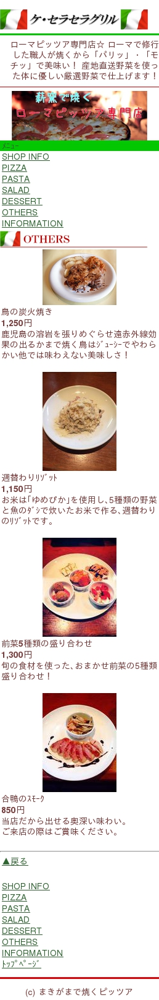 ケ・セラセラグリル
ローマピッツア専門店☆ ローマで修行
した職人が焼くから「パリッ」・「モ
チッ」で美味い！ 産地直送野菜を使っ
た体に優しい厳選野菜で仕上げます！
薪窯で焼く
ローマピッツア専門店
ﾒﾆｭｰ
SHOP INFO
PIZZA
PASTA
SALAD
DESSERT
OTHERS
INFORMATION
OTHERS
鳥の炭火焼き
1,250円
鹿児島の溶岩を張りめぐらせ遠赤外線効
果の出るかまで焼く鳥はｼﾞｭｰｼｰでやわら
かい他では味わえない美味しさ！
週替わりﾘｿﾞｯﾄ
1,150円
お米は｢ゆめぴか｣を使用し､5種類の野菜
と魚のﾀﾞｼで炊いたお米で作る､週替わり
のﾘｿﾞｯﾄです。
前菜5種類の盛り合わせ
1,300円
旬の食材を使った､おまかせ前菜の5種類
盛り合わせ！
合鴨のｽﾓｰｸ
850円
当店だから出せる奥深い味わい。
ご来店の際はご賞味ください。
▲戻る
SHOP INFO
PIZZA
PASTA
SALAD
DESSERT
OTHERS
INFORMATION
ﾄｯﾌﾟﾍﾟｰｼﾞ
(c) まきがまで焼くピッツア